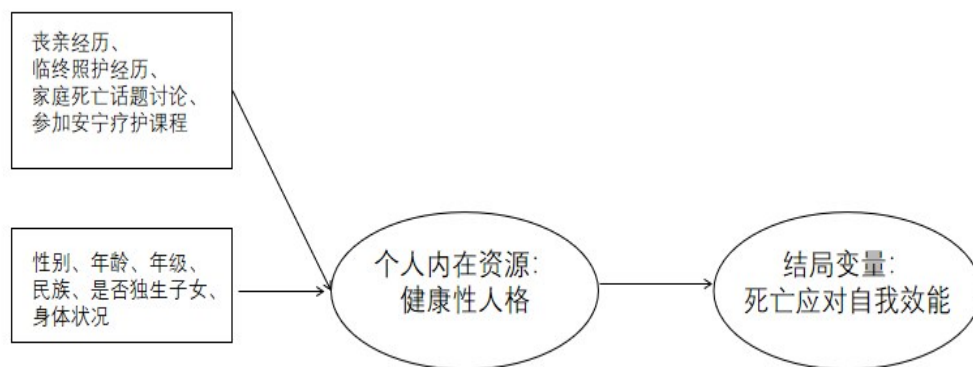 丧亲经历、
临终照护经历、
家庭死亡话题讨论、
参加安宁疗护课程
性别、年龄、年级、
民族、是否独生子女、
身体状况
个人内在资源：
健康性人格
结局变量：
死亡应对自我效能